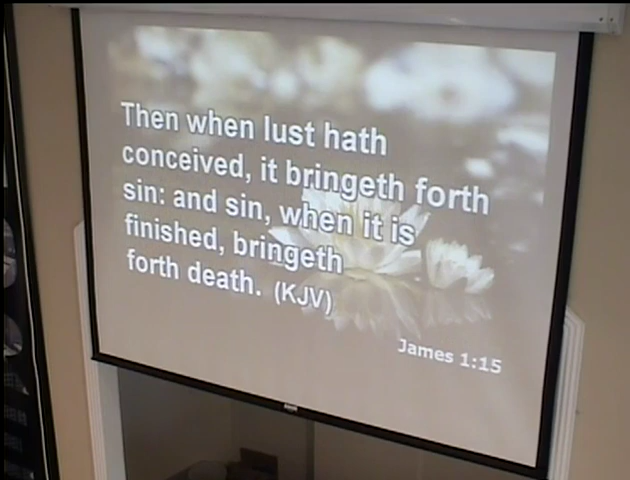 Then when lust hath
conceived, it bringeth forth
sin: and sin, when it is
finished, bringeth
forth death. (KJV)
James 1:15